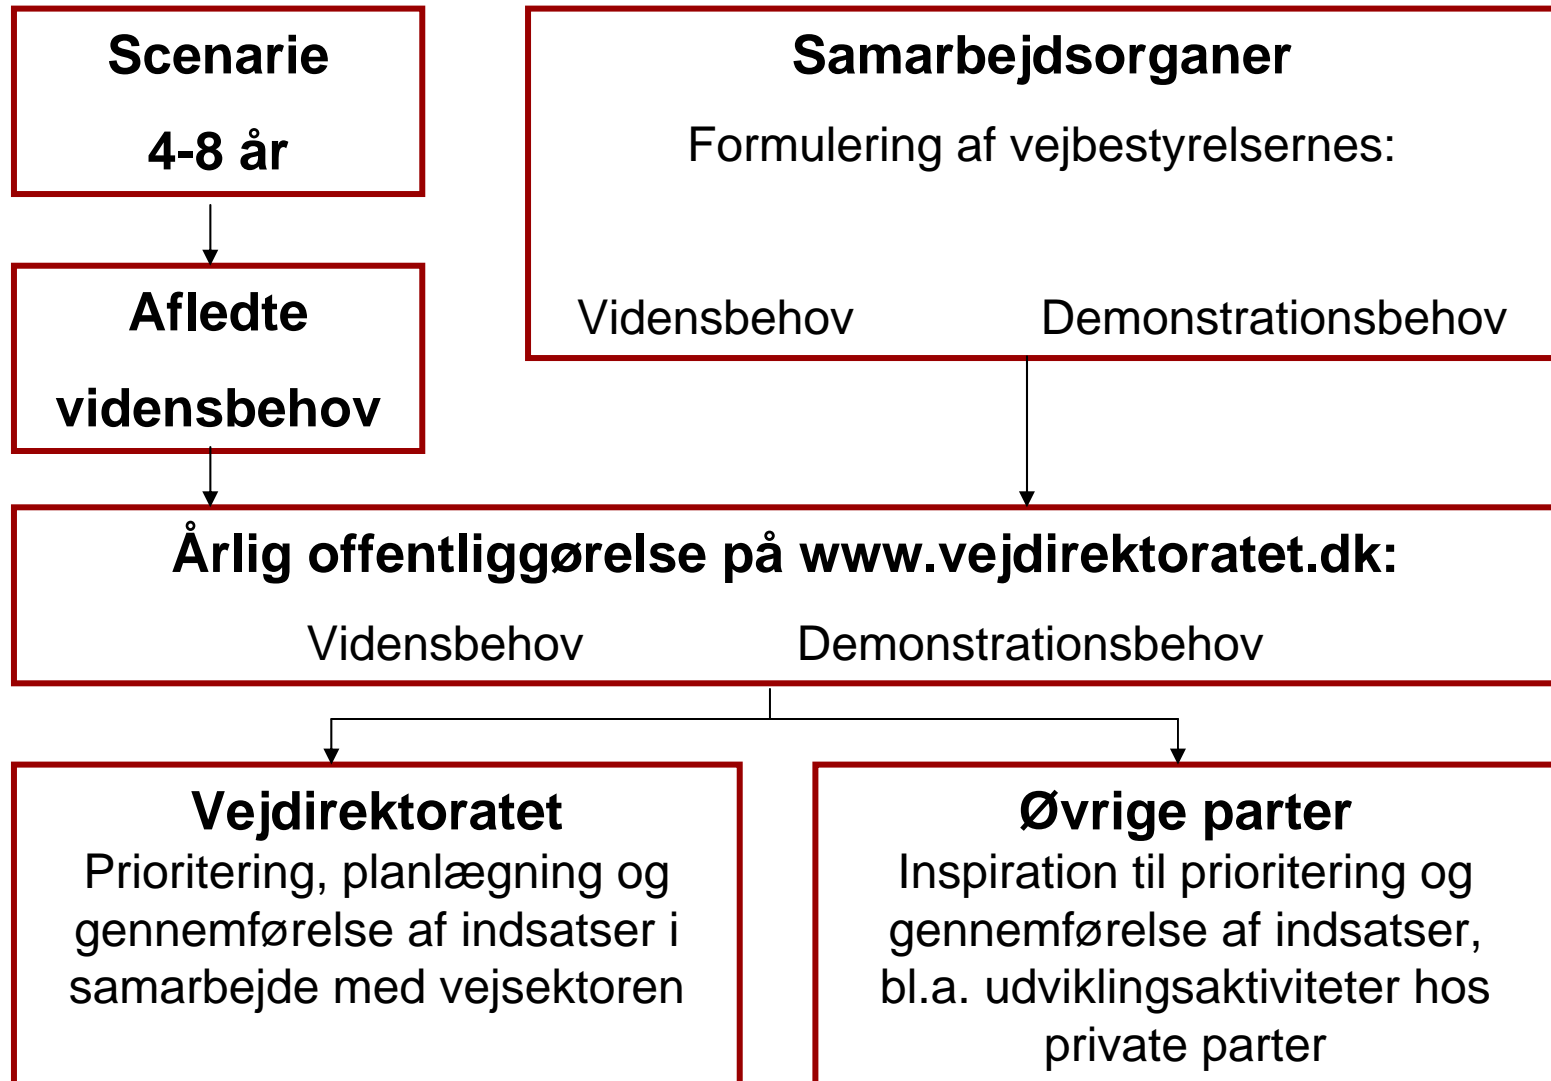 Scenarie
4-8 år
Samarbejdsorganer
Formulering af vejbestyrelsernes:
Vidensbehov Demonstrationsbehov
Afledte
vidensbehov
Årlig offentliggørelse på www.vejdirektoratet.dk:
Vidensbehov Demonstrationsbehov
Vejdirektoratet
Prioritering, planlægning og
gennemførelse af indsatser i
samarbejde med vejsektoren
Øvrige parter
Inspiration til prioritering og
gennemførelse af indsatser,
bl.a. udviklingsaktiviteter hos
private parter